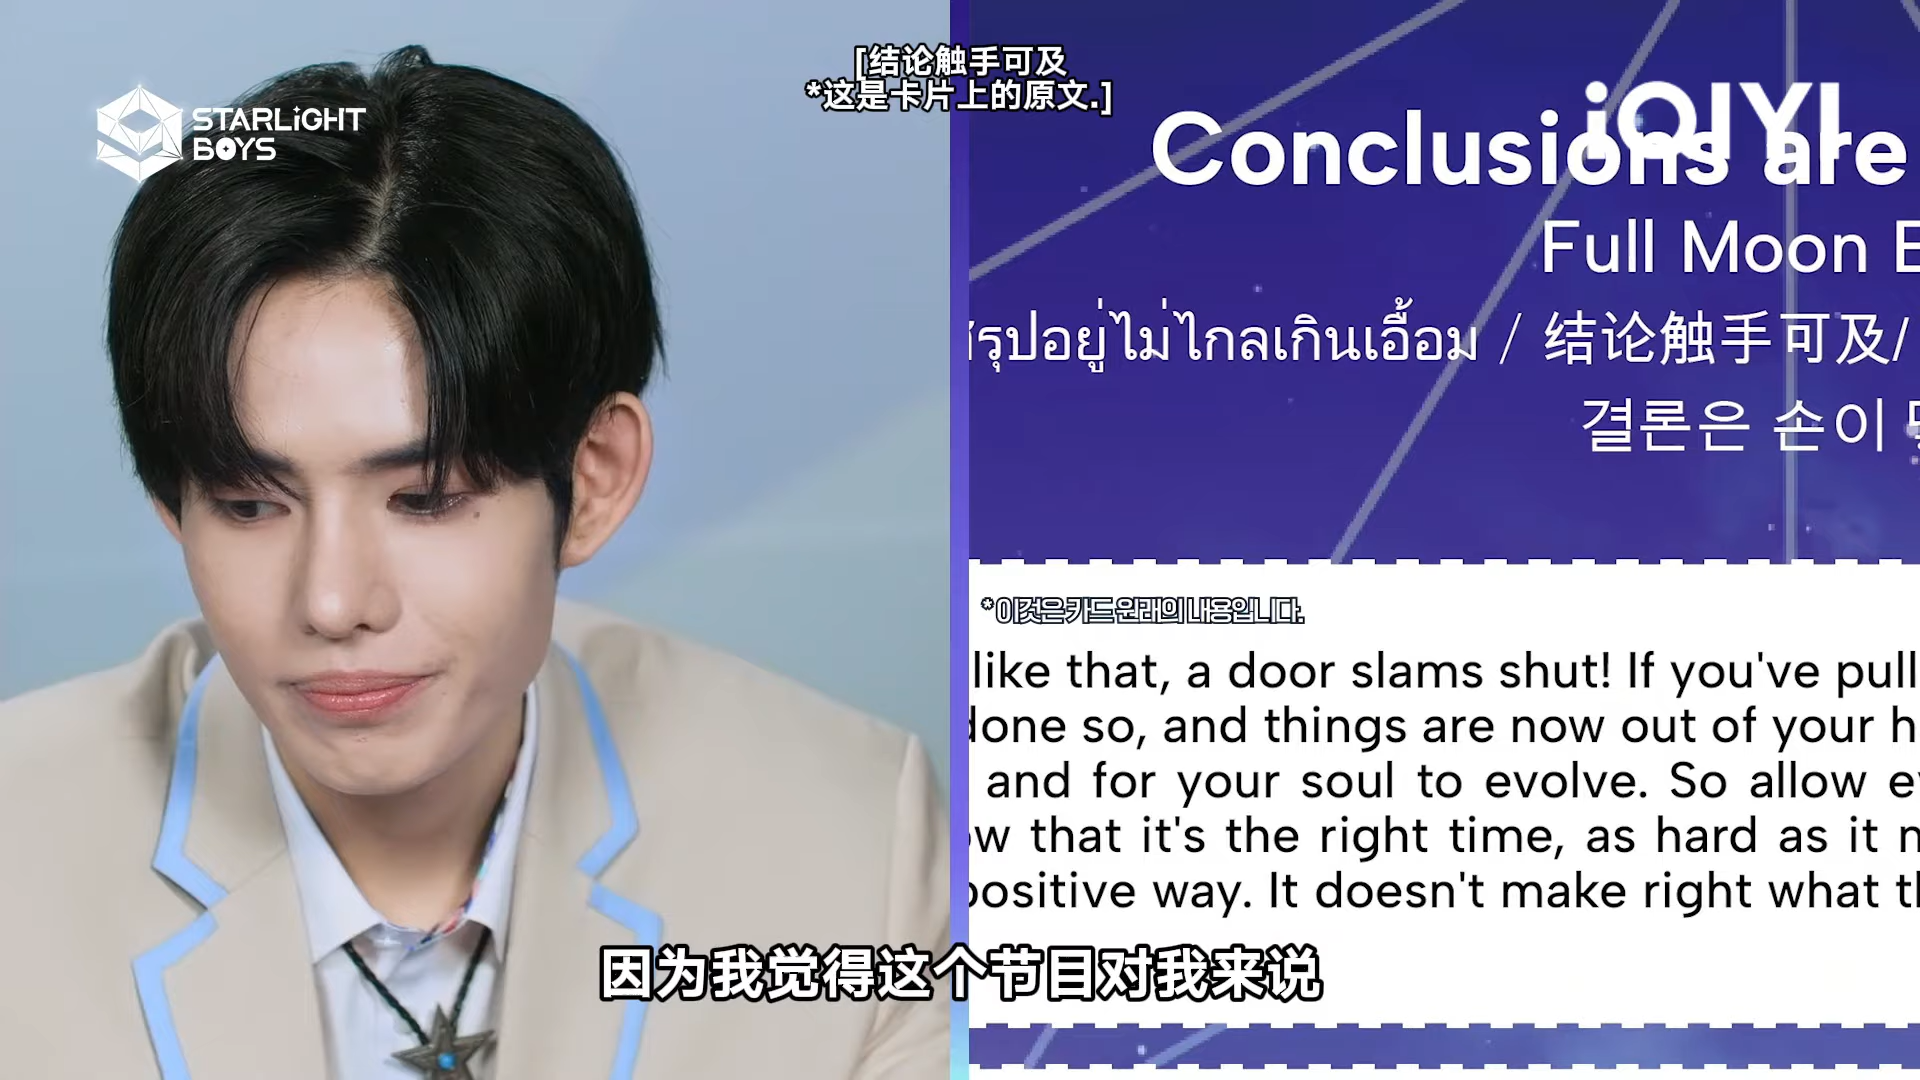 STARLiGHT
BOYS
[结论触手可及
*这是卡片上的原文.]
iQIYI
Conclusions are
Full Moon
สรุปอยู่ไม่ไกลเกินเอื้อม / 结论触手可及/
결론은 손이
*이것은 카드 원래의 내용입니다.
like that, a door slams shut! If you've pull
done so, and things are now out of your h
and for your soul to evolve. So allow
that it's the right time, as hard as it
positive way. It doesn't make right what
因为我觉得这个节目对我来说